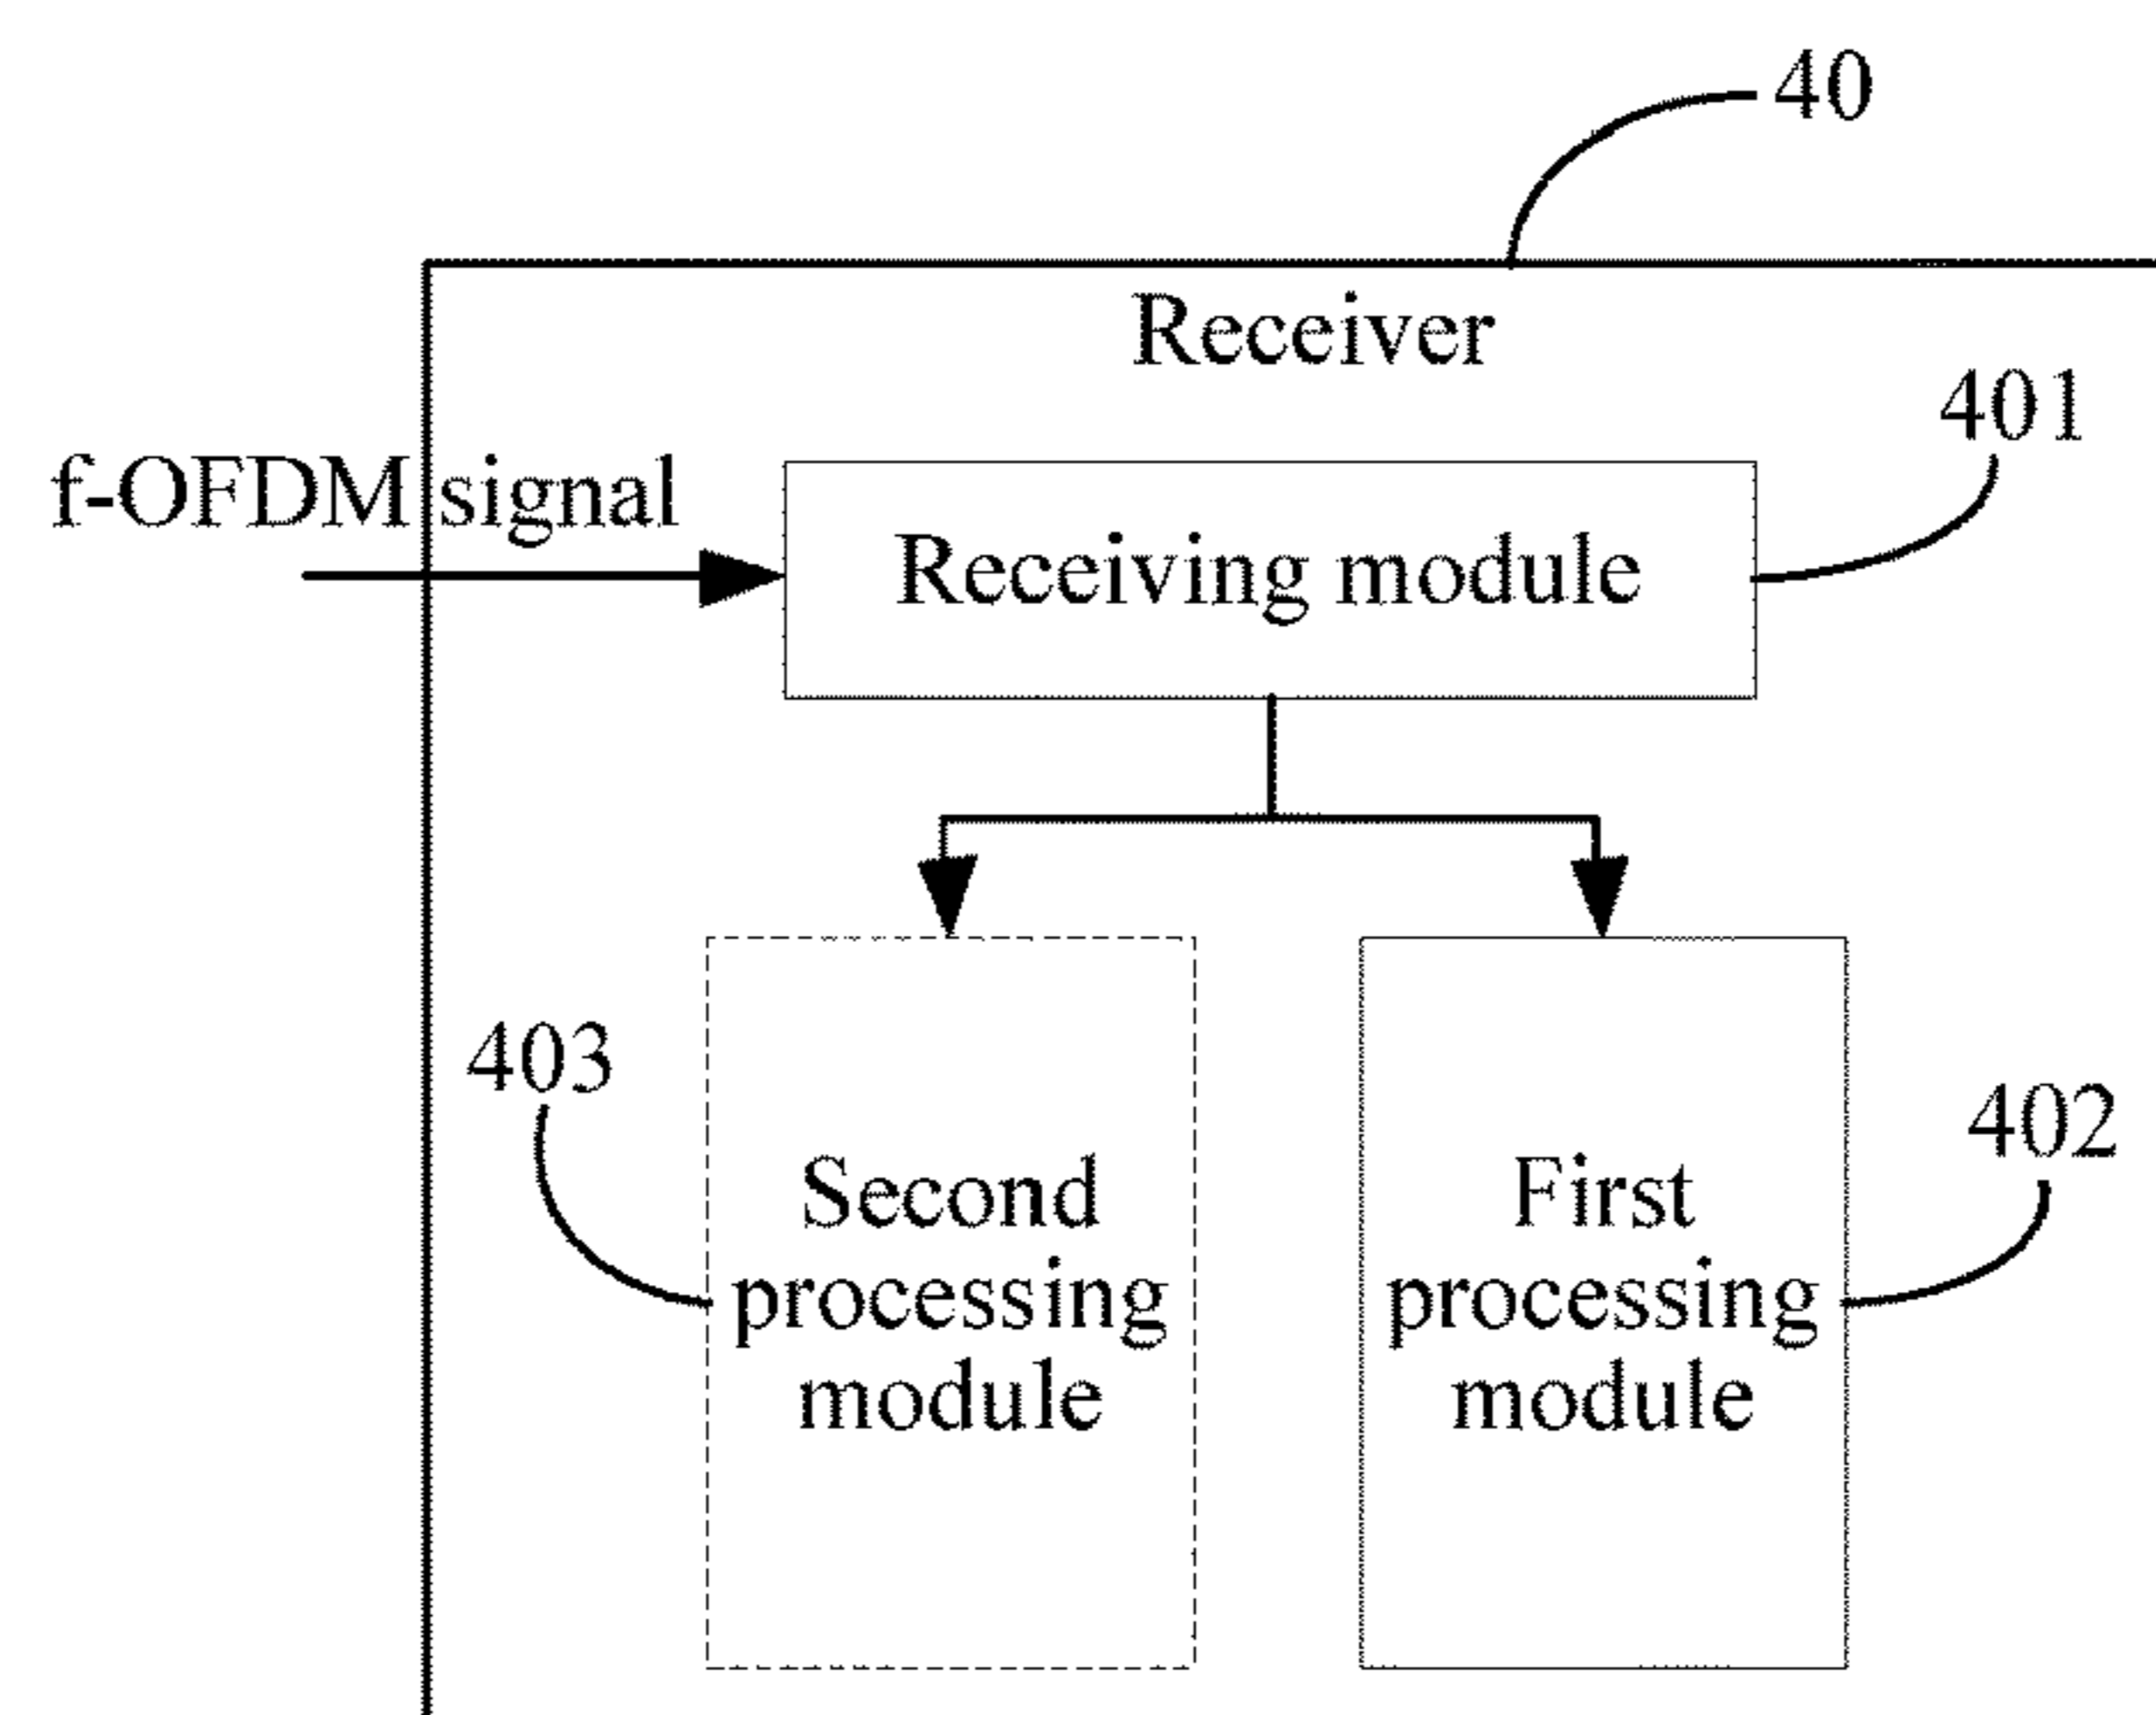 40
Receiver
401
f-OFDM signal
Receiving module
403
402
Second
processing
module
First
processing
module